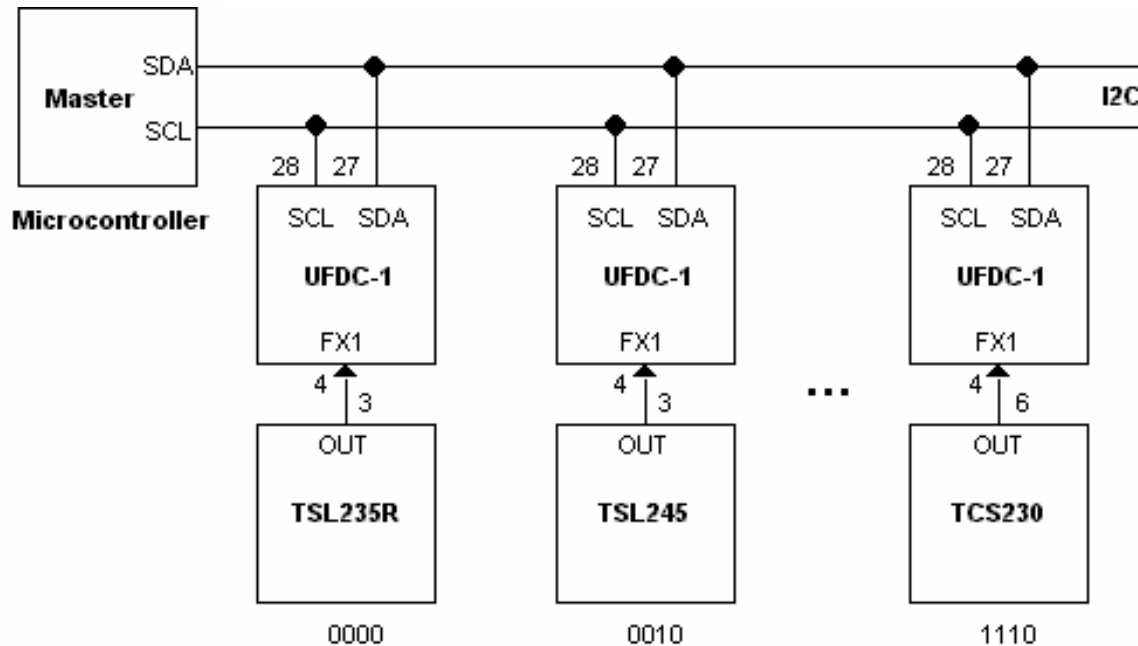 SDA
Master
I2C
SCL
28 27 28 27 28 27
Microcontroller
SCL SDA SCL SDA SCL SDA
UFDC-1 UFDC-1 UFDC-1
FX1 FX1 FX1
4 4 ... 4
3 3 6
OUT OUT OUT
TSL235R TSL245 TCS230
0000 0010 1110